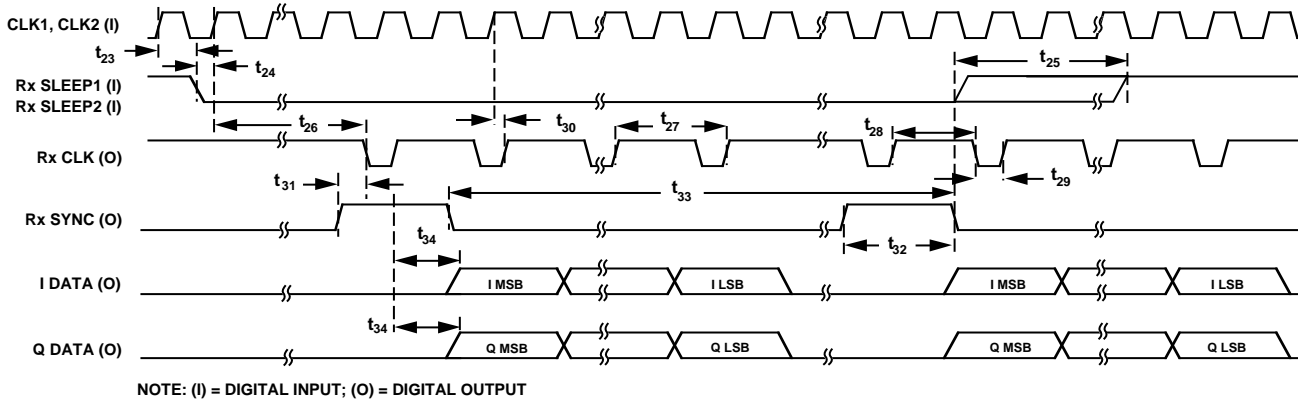 CLK1, CLK2 (I)
t23
t24
t25
Rx SLEEP1 (I)
Rx SLEEP2 (I)
t26
t30
t27
t28
Rx CLK (O)
t31
t33
t29
Rx SYNC (O)
t34
t32
I DATA (O)
I MSB
I LSB
I MSB
I LSB
t34
Q DATA (O)
Q MSB
Q LSB
Q MSB
Q LSB
NOTE: (I) = DIGITAL INPUT; (O) = DIGITAL OUTPUT